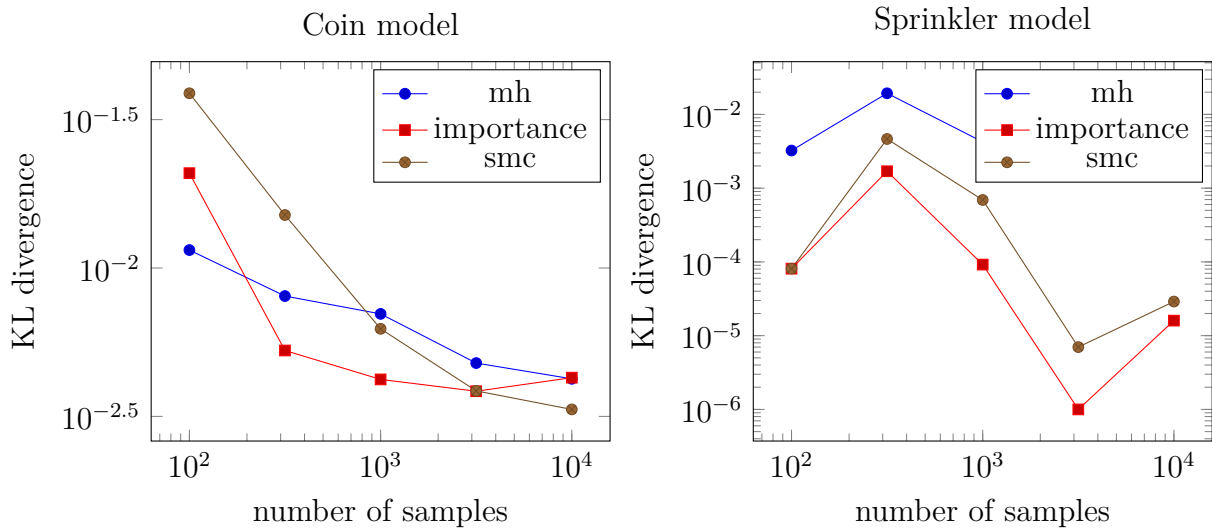 Coin model
mh
importance
smc
10^−1.5
10^−2
10^−2.5
KL divergence
10^2
10^3
10^4
number of samples
Sprinkler model
mh
importance
smc
10^−2
10^−3
10^−4
10^−5
10^−6
KL divergence
10^2
10^3
10^4
number of samples